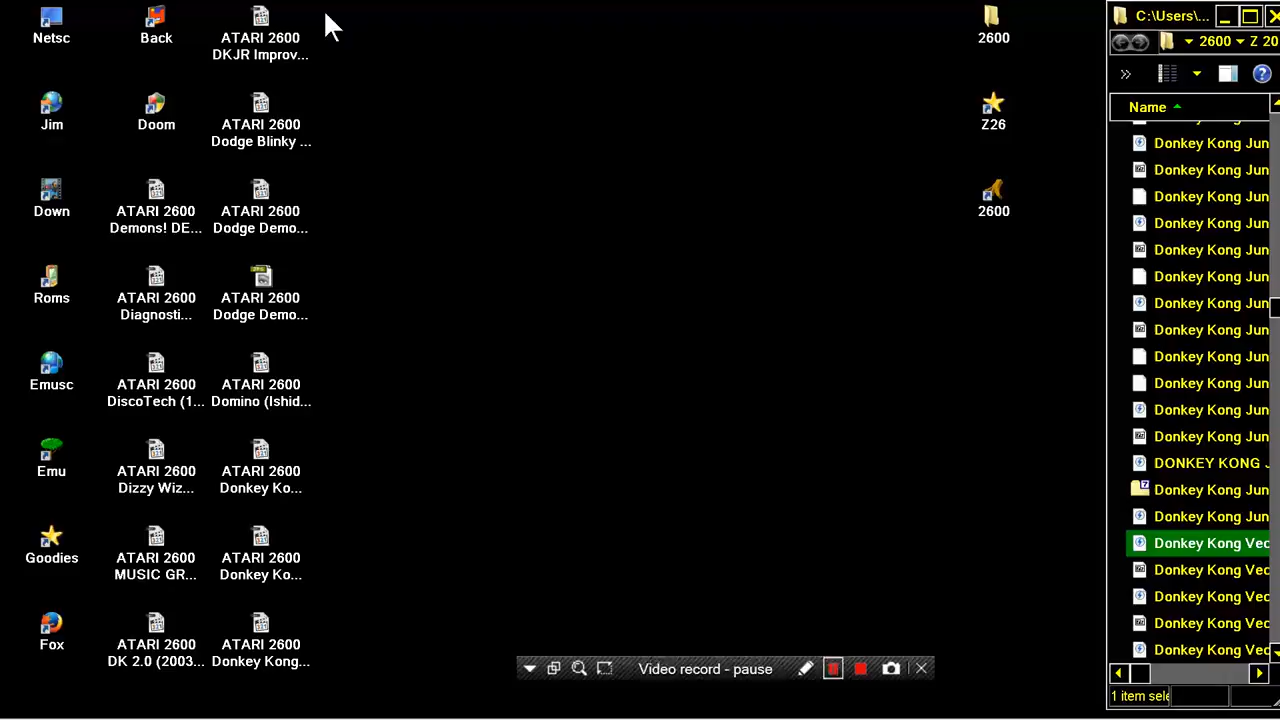 Netsc
Back
ATARI 2600
DKJR Improv...
2600
Jim
Doom
ATARI 2600
Dodge Blinky ...
Z26
Down
ATARI 2600
Demons! DE...
ATARI 2600
Dodge Demo...
2600
Roms
ATARI 2600
Diagnosti...
ATARI 2600
Dodge Demo...
Emusc
ATARI 2600
DiscoTech (1...
ATARI 2600
Domino (Ishid...
Emu
ATARI 2600
Dizzy Wiz...
ATARI 2600
Donkey Ko...
Goodies
ATARI 2600
MUSIC GR...
ATARI 2600
Donkey Ko...
Fox
ATARI 2600
DK 2.0 (2003...
ATARI 2600
Donkey Kong...
Video record - pause
C:\Users\...
2600 Z 20
Name
Donkey Kong Jun
Donkey Kong Jun
Donkey Kong Jun
Donkey Kong Jun
Donkey Kong Jun
Donkey Kong Jun
Donkey Kong Jun
Donkey Kong Jun
Donkey Kong Jun
Donkey Kong Jun
Donkey Kong Jun
Donkey Kong Jun
DONKEY KONG J
Donkey Kong Jun
Donkey Kong Jun
Donkey Kong Vec
Donkey Kong Vec
Donkey Kong Vec
Donkey Kong Vec
Donkey Kong Vec
1 item sele